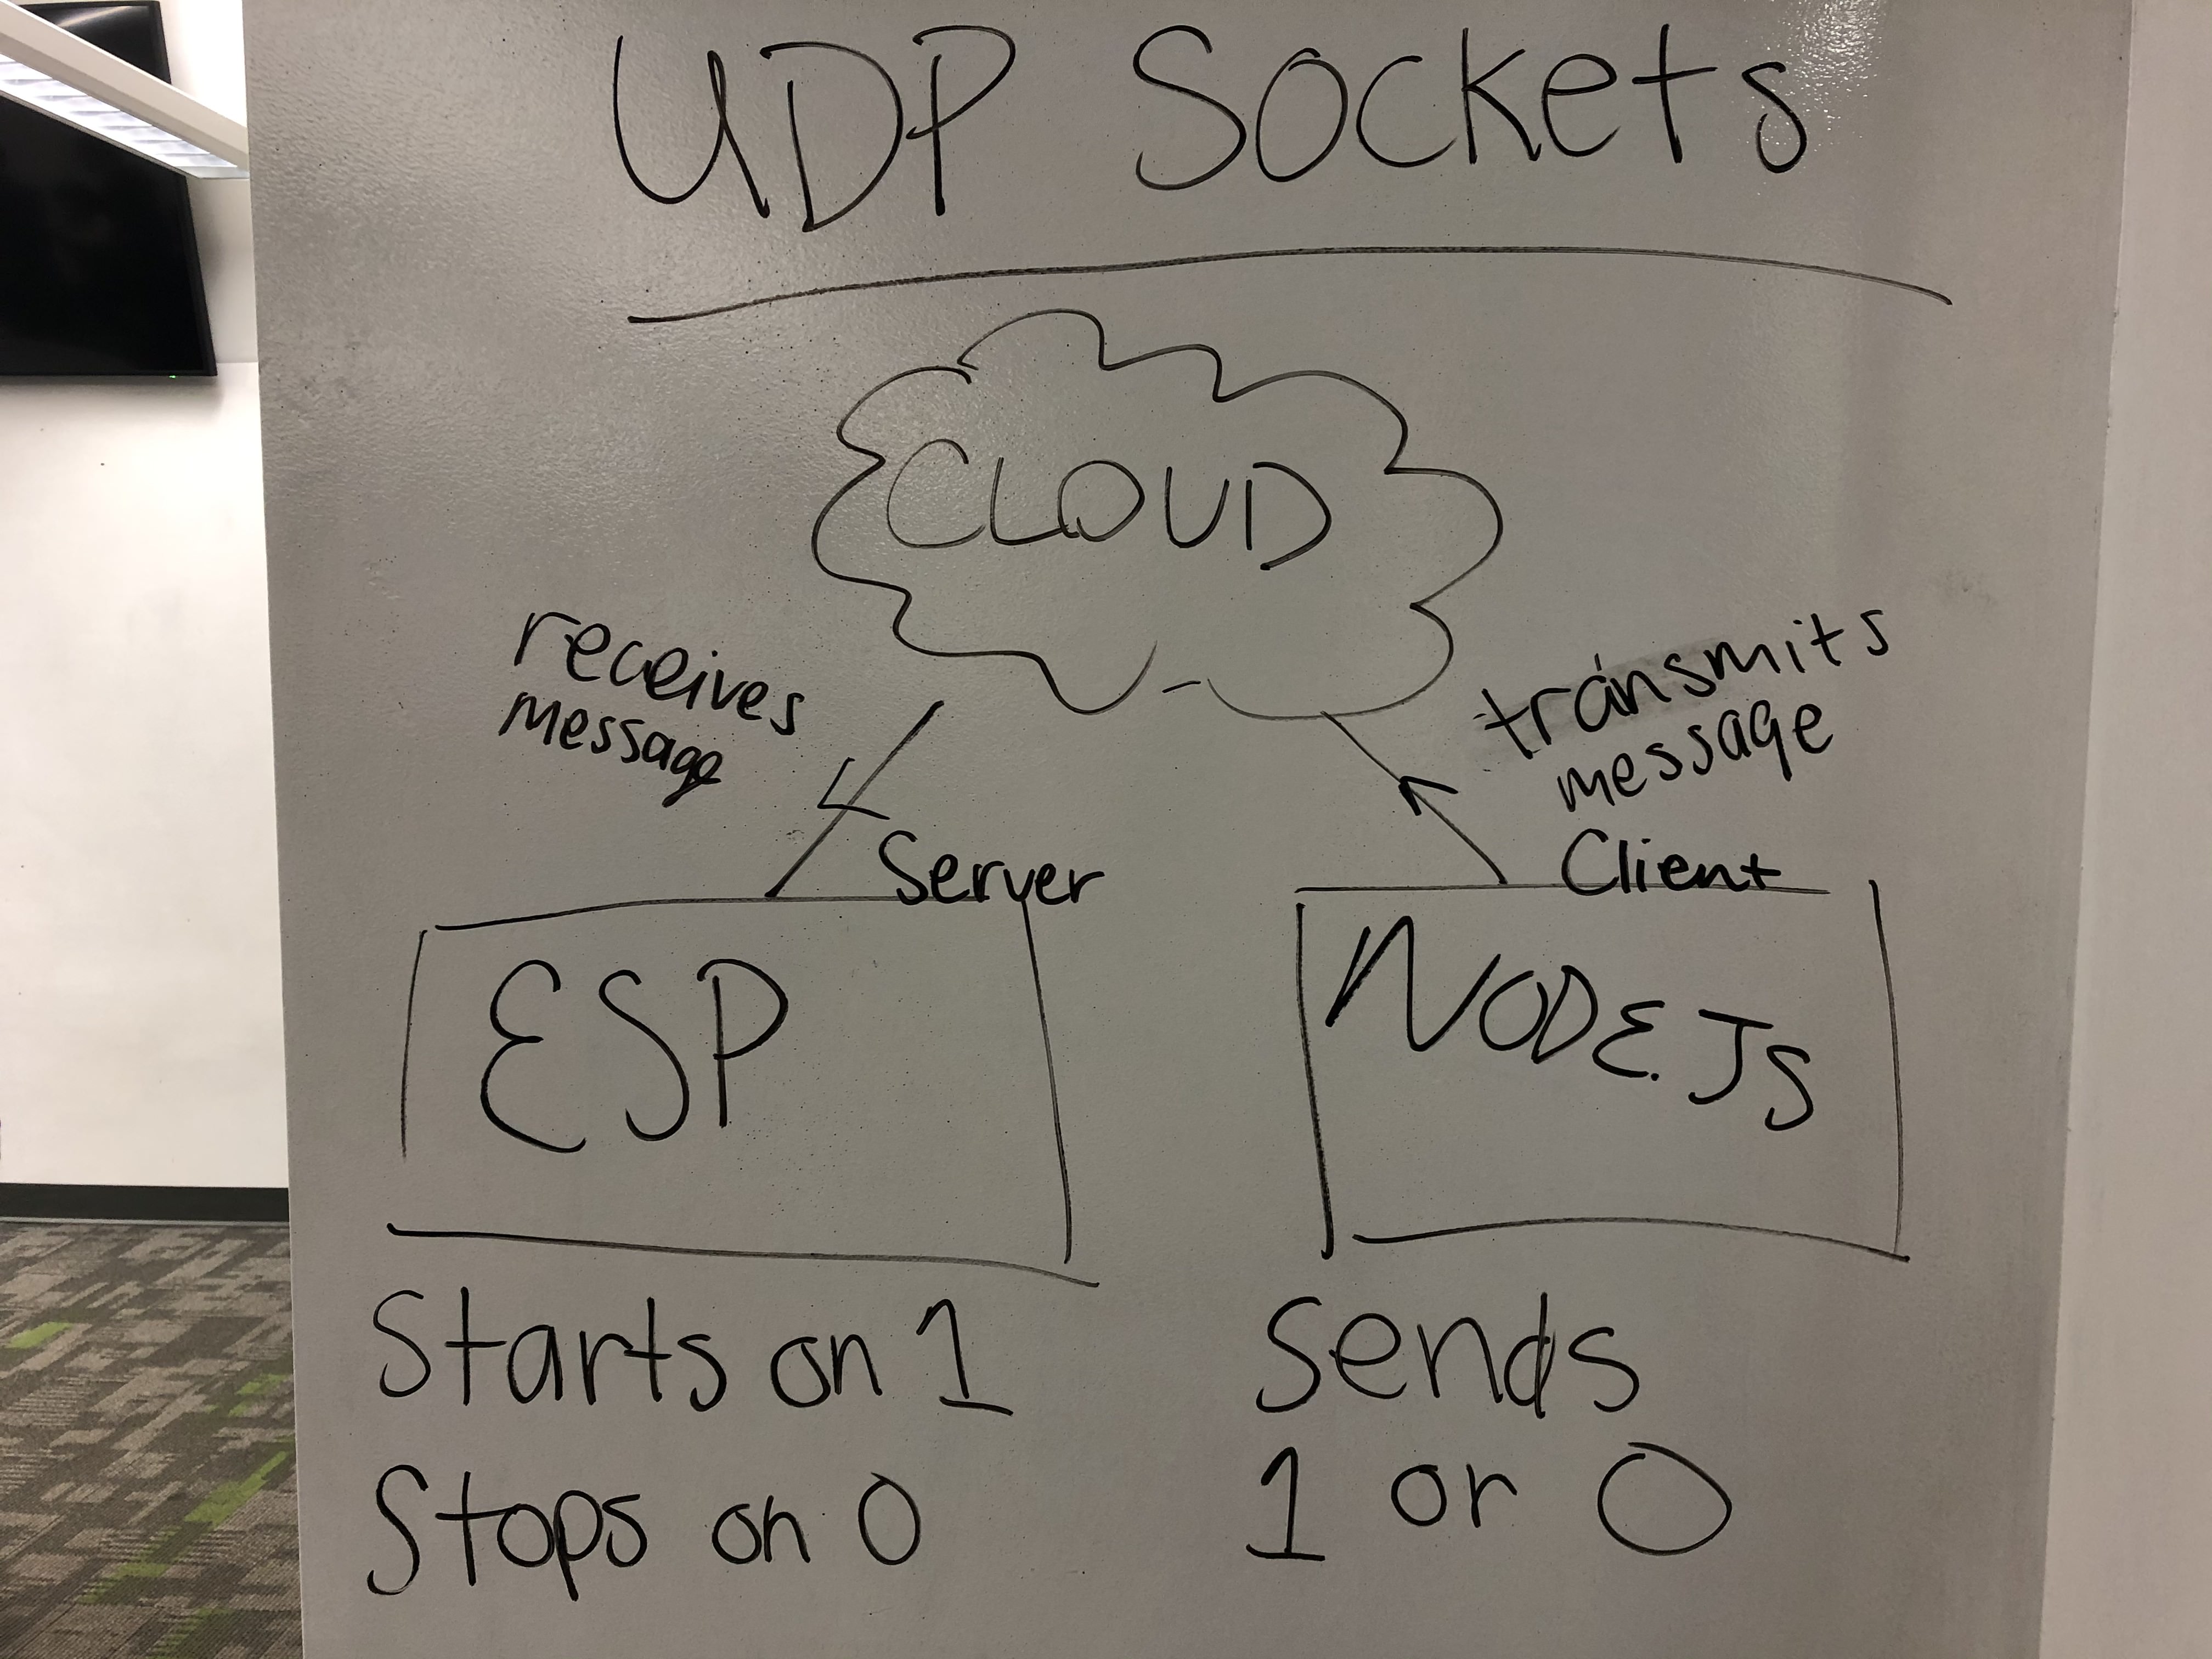 UDP Sockets
CLOUD
receives
message
transmits
message
Server
Client
ESP
NODE.JS
Starts on 1
Stops on 0
Sends
1 or 0